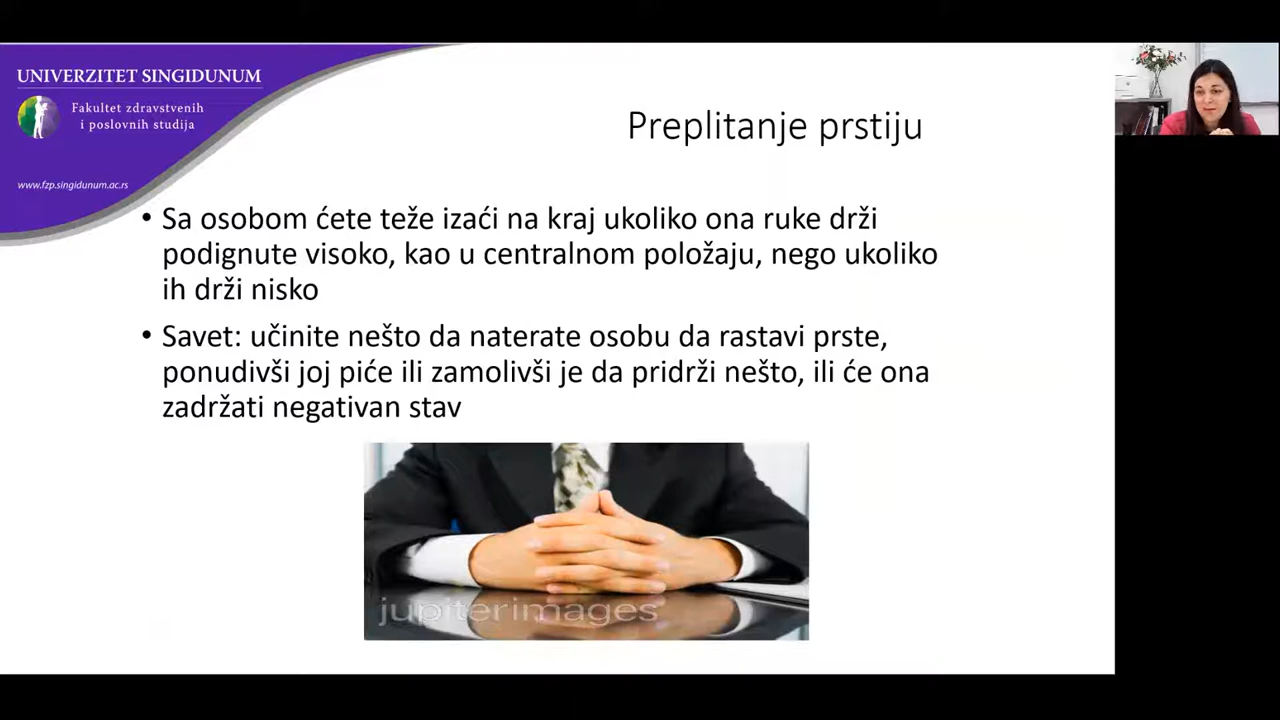 UNIVERZITET SINGIDUNUM
Fakultet zdravstvenih
i poslovnih studija
www.fzp.singidunum.ac.rs
Preplitanje prstiju
• Sa osobom ćete teže izaći na kraj ukoliko ona ruke drži
podignute visoko, kao u centralnom položaju, nego ukoliko
ih drži nisko
• Savet: učinite nešto da naterate osobu da rastavi prste,
ponudivši joj piće ili zamolivši je da pridrži nešto, ili će ona
zadržati negativan stav
jupiterimages